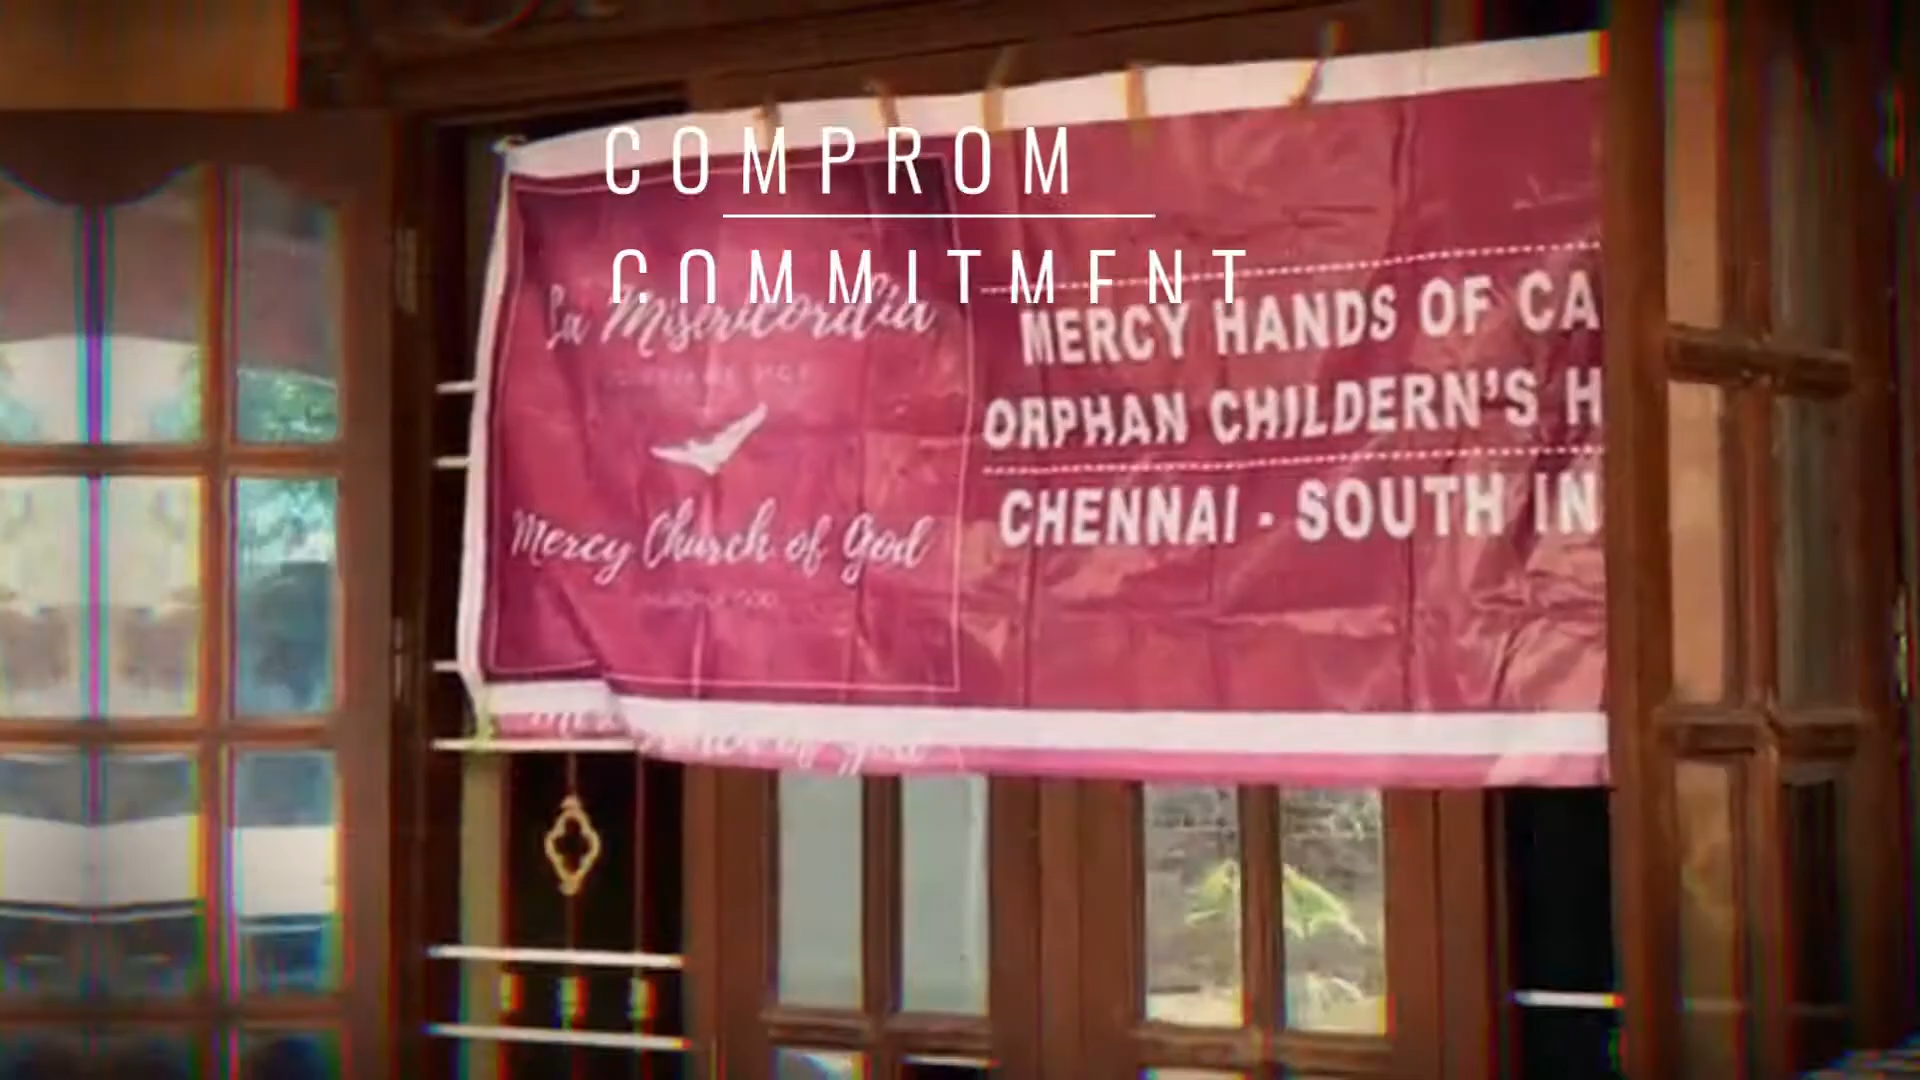 COMPROM
COMMITMENT
La Misericordia
Mercy Church of God
MERCY HANDS OF CA
ORPHAN CHILDERN'S H
CHENNAI - SOUTH IN